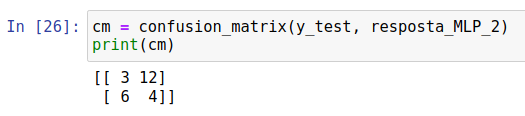 In [26]: cm = confusion_matrix(y_test, resposta_MLP_2)
print(cm)
[[ 3 12]
 [ 6  4]]